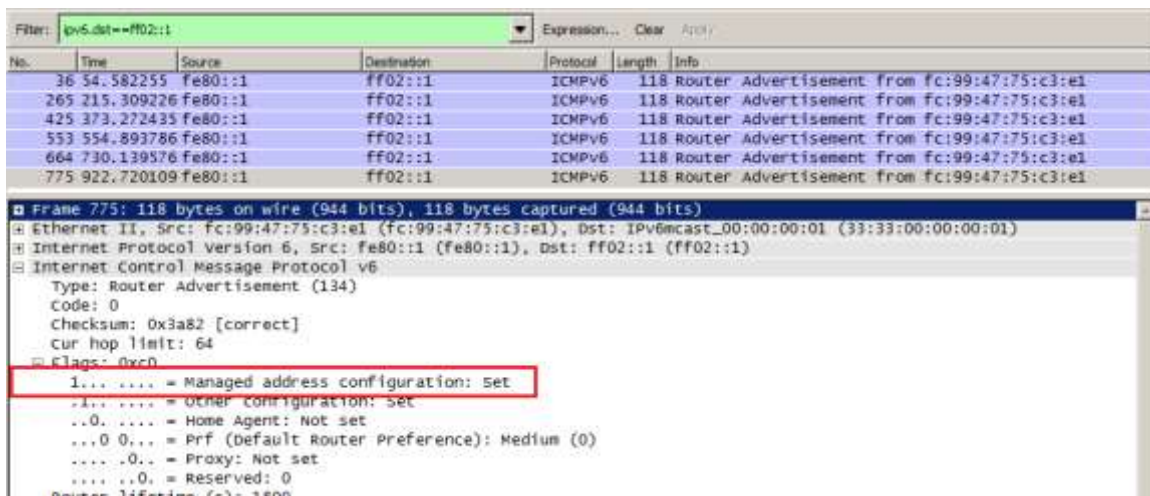 Filter: ipv6.dst==ff02::1 Expression... Clear Apply
No. Time Source Destination Protocol Length Info
36 54.582255 fe80::1 ff02::1 ICMPv6 118 Router Advertisement from fc:99:47:75:c3:e1
265 215.309226 fe80::1 ff02::1 ICMPv6 118 Router Advertisement from fc:99:47:75:c3:e1
425 373.272435 fe80::1 ff02::1 ICMPv6 118 Router Advertisement from fc:99:47:75:c3:e1
553 554.893786 fe80::1 ff02::1 ICMPv6 118 Router Advertisement from fc:99:47:75:c3:e1
664 730.139576 fe80::1 ff02::1 ICMPv6 118 Router Advertisement from fc:99:47:75:c3:e1
775 922.720109 fe80::1 ff02::1 ICMPv6 118 Router Advertisement from fc:99:47:75:c3:e1
Frame 775: 118 bytes on wire (944 bits), 118 bytes captured (944 bits)
Ethernet II, Src: fc:99:47:75:c3:e1 (fc:99:47:75:c3:e1), Dst: IPv6mcast_00:00:00:01 (33:33:00:00:00:01)
Internet Protocol Version 6, Src: fe80::1 (fe80::1), Dst: ff02::1 (ff02::1)
Internet Control Message Protocol v6
Type: Router Advertisement (134)
Code: 0
Checksum: 0x3a82 [correct]
Cur hop limit: 64
Flags: 0xc0
1... .... = Managed address configuration: Set
.1.. .... = Other configuration: Set
..0. .... = Home Agent: Not set
...0 0... = Prf (Default Router Preference): Medium (0)
.... .0.. = Proxy: Not set
.... ..0. = Reserved: 0
Router lifetime (s): 1800